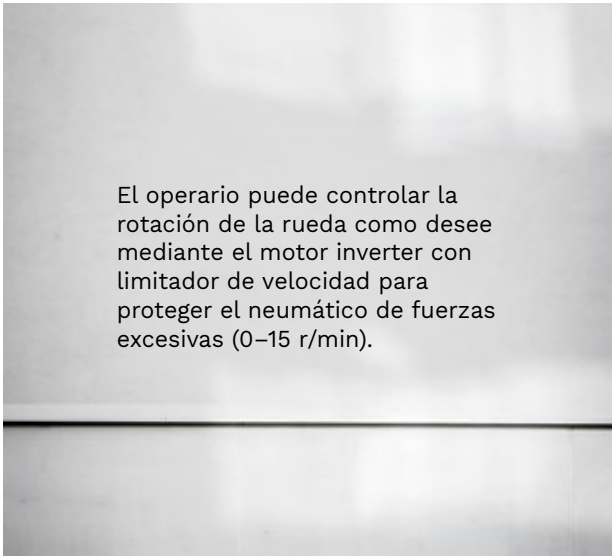 El operario puede controlar la
rotación de la rueda como desee
mediante el motor inverter con
limitador de velocidad para
proteger el neumático de fuerzas
excesivas (0–15 r/min).